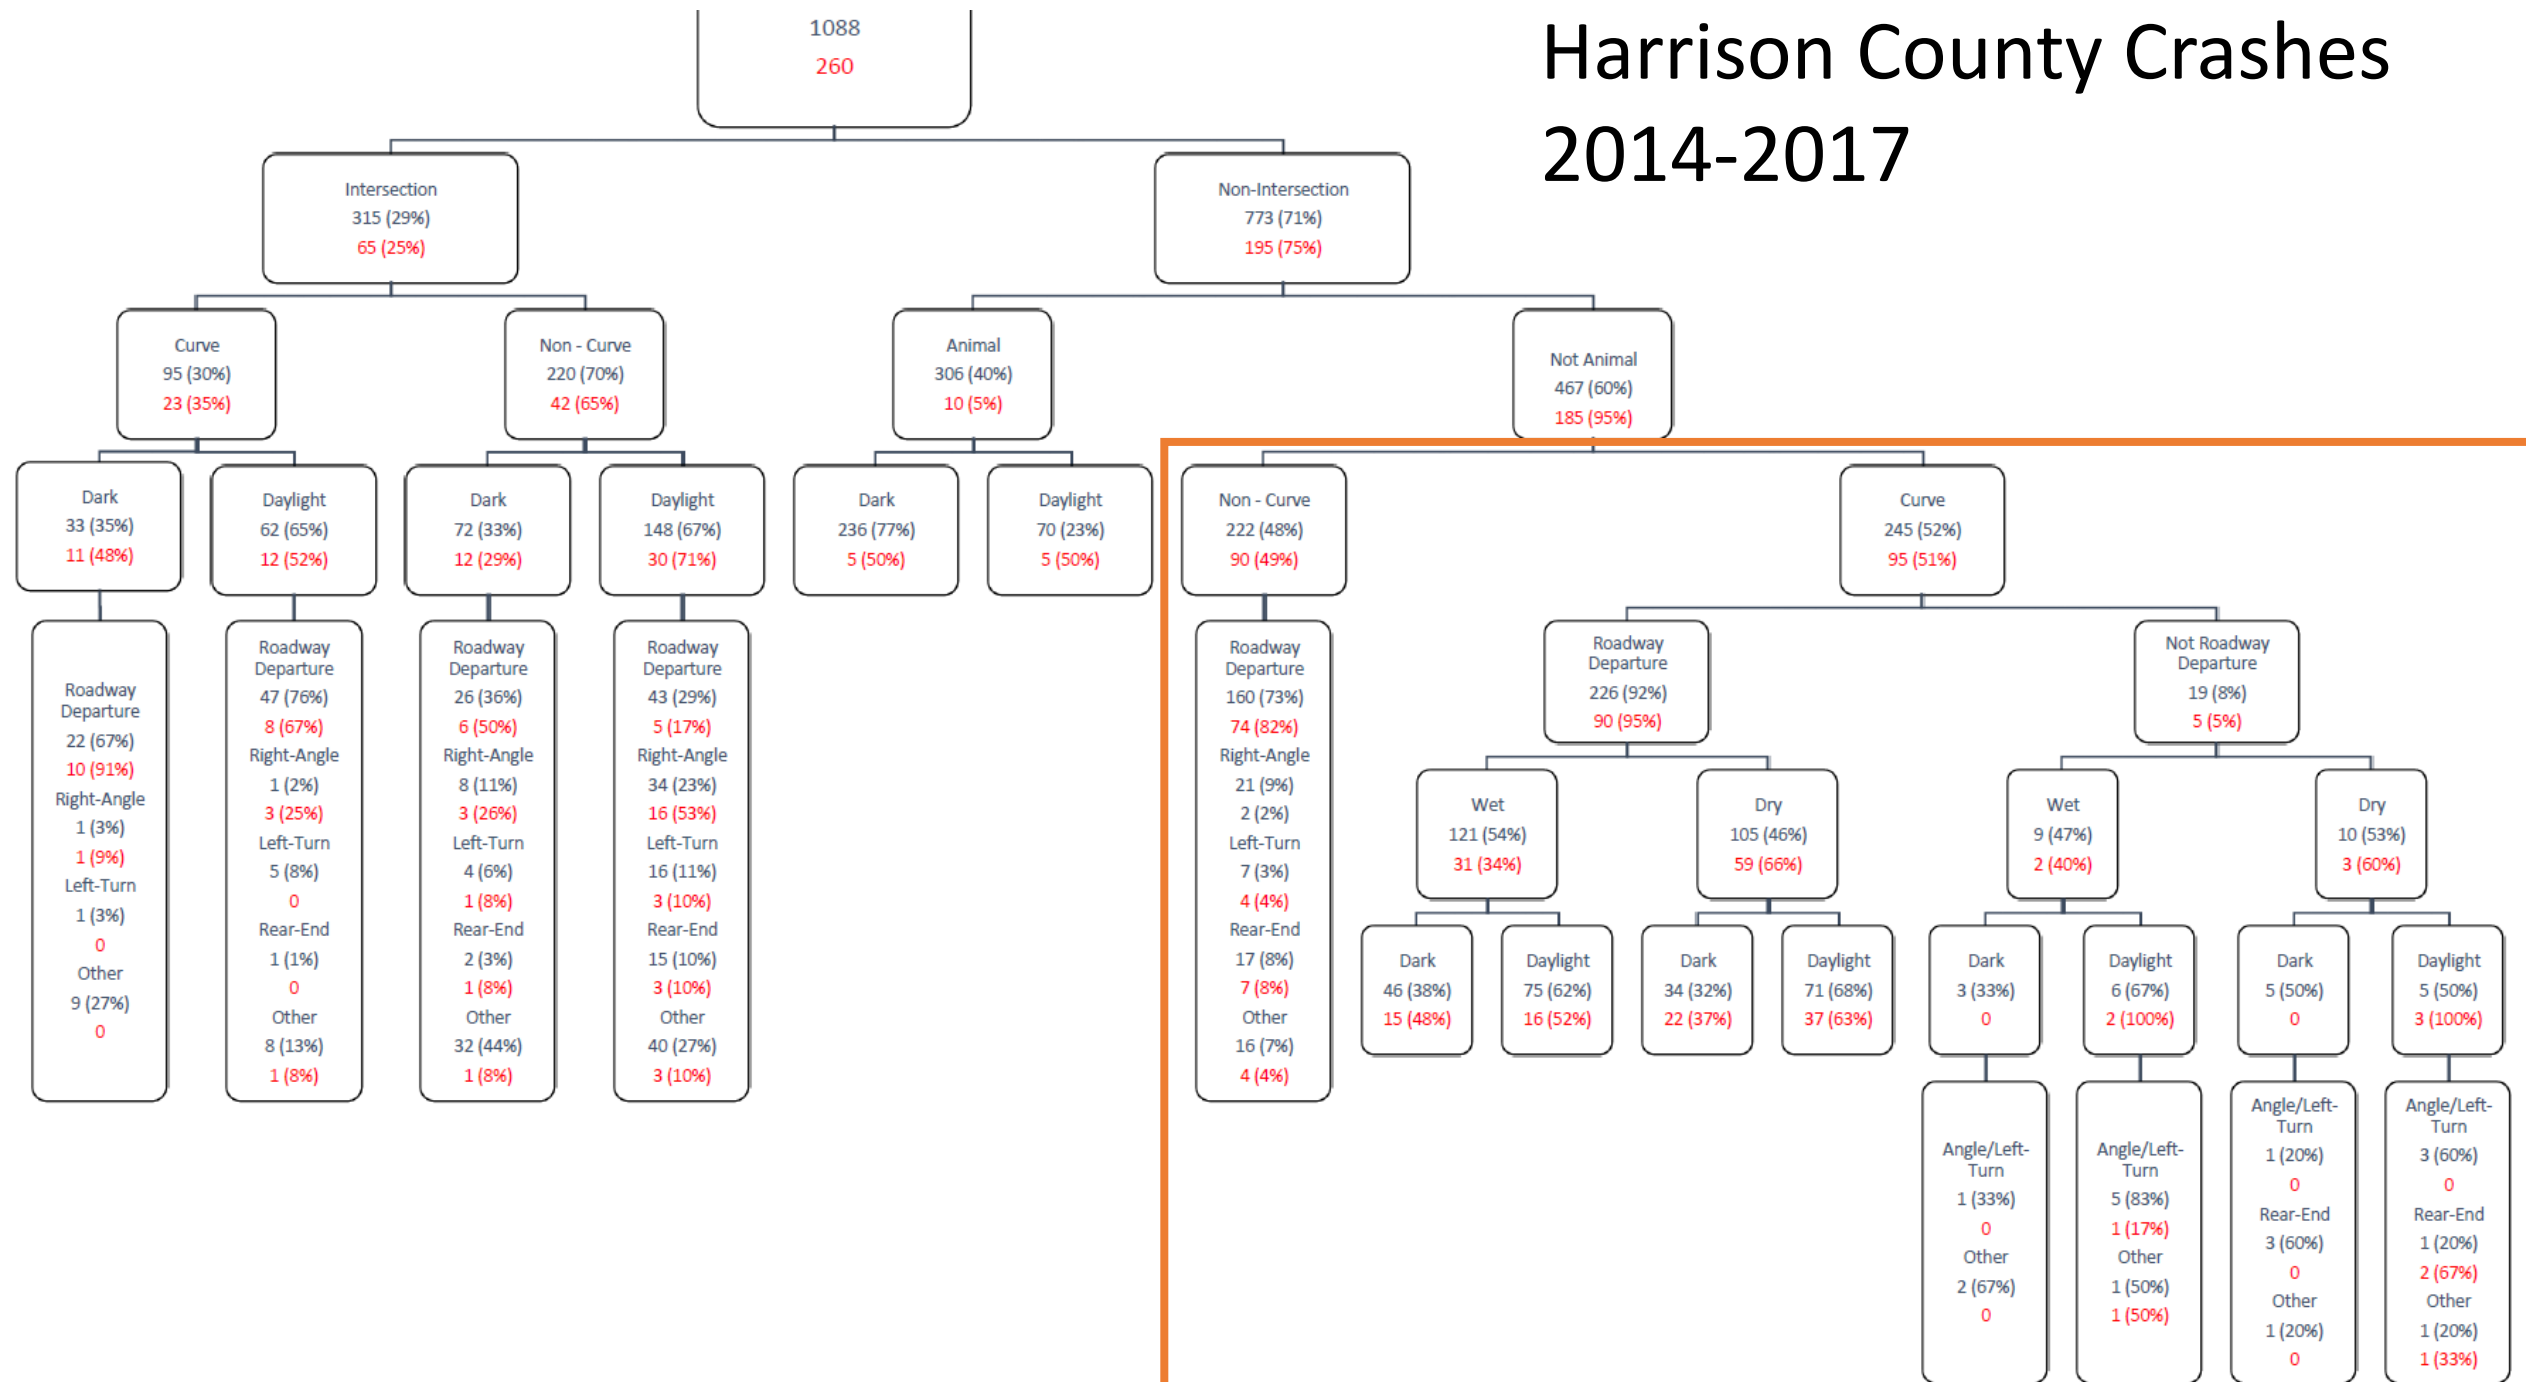 Harrison County Crashes
2014-2017
1088
260
Intersection
315 (29%)
65 (25%)
Non-Intersection
773 (71%)
195 (75%)
Curve
95 (30%)
23 (35%)
Non - Curve
220 (70%)
42 (65%)
Animal
306 (40%)
10 (5%)
Not Animal
467 (60%)
185 (95%)
Dark
33 (35%)
11 (48%)
Daylight
62 (65%)
12 (52%)
Dark
72 (33%)
12 (29%)
Daylight
148 (67%)
30 (71%)
Dark
236 (77%)
5 (50%)
Daylight
70 (23%)
5 (50%)
Non - Curve
222 (48%)
90 (49%)
Curve
245 (52%)
95 (51%)
Roadway
Departure
22 (67%)
10 (91%)
Right-Angle
1 (3%)
1 (9%)
Left-Turn
1 (3%)
0
Other
9 (27%)
0
Roadway
Departure
47 (76%)
8 (67%)
Right-Angle
1 (2%)
3 (25%)
Left-Turn
5 (8%)
0
Rear-End
1 (1%)
0
Other
8 (13%)
1 (8%)
Roadway
Departure
26 (36%)
6 (50%)
Right-Angle
8 (11%)
3 (26%)
Left-Turn
4 (6%)
1 (8%)
Rear-End
2 (3%)
1 (8%)
Other
32 (44%)
1 (8%)
Roadway
Departure
43 (29%)
5 (17%)
Right-Angle
34 (23%)
16 (53%)
Left-Turn
16 (11%)
3 (10%)
Rear-End
15 (10%)
3 (10%)
Other
40 (27%)
3 (10%)
Roadway
Departure
160 (73%)
74 (82%)
Right-Angle
21 (9%)
2 (2%)
Left-Turn
7 (3%)
4 (4%)
Rear-End
17 (8%)
7 (8%)
Other
16 (7%)
4 (4%)
Roadway
Departure
226 (92%)
90 (95%)
Not Roadway
Departure
19 (8%)
5 (5%)
Wet
121 (54%)
31 (34%)
Dry
105 (46%)
59 (66%)
Wet
9 (47%)
2 (40%)
Dry
10 (53%)
3 (60%)
Dark
46 (38%)
15 (48%)
Daylight
75 (62%)
16 (52%)
Dark
34 (32%)
22 (37%)
Daylight
71 (68%)
37 (63%)
Dark
3 (33%)
0
Daylight
6 (67%)
2 (100%)
Dark
5 (50%)
0
Daylight
5 (50%)
3 (100%)
Angle/Left-
Turn
1 (33%)
0
Other
2 (67%)
0
Angle/Left-
Turn
5 (83%)
1 (17%)
Other
1 (50%)
1 (50%)
Angle/Left-
Turn
1 (20%)
0
Rear-End
3 (60%)
0
Other
1 (20%)
0
Angle/Left-
Turn
3 (60%)
0
Rear-End
1 (20%)
2 (67%)
Other
1 (20%)
1 (33%)